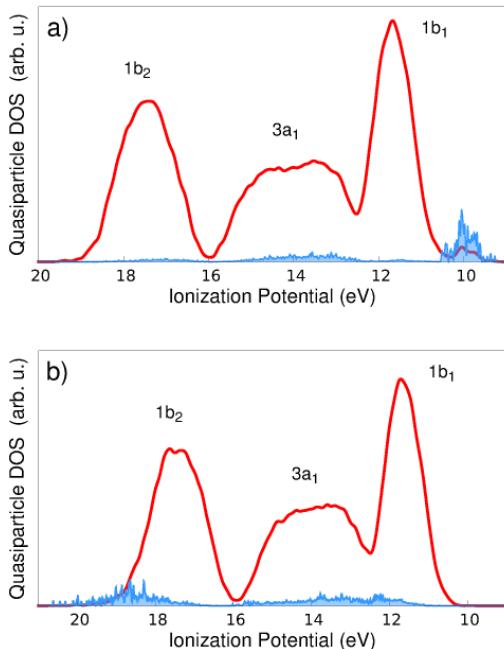 a)
1b1
1b2
3a1
Quasiparticle DOS (arb. u.)
20 18 16 14 12 10
Ionization Potential (eV)
b)
1b1
1b2
3a1
Quasiparticle DOS (arb. u.)
20 18 16 14 12 10
Ionization Potential (eV)